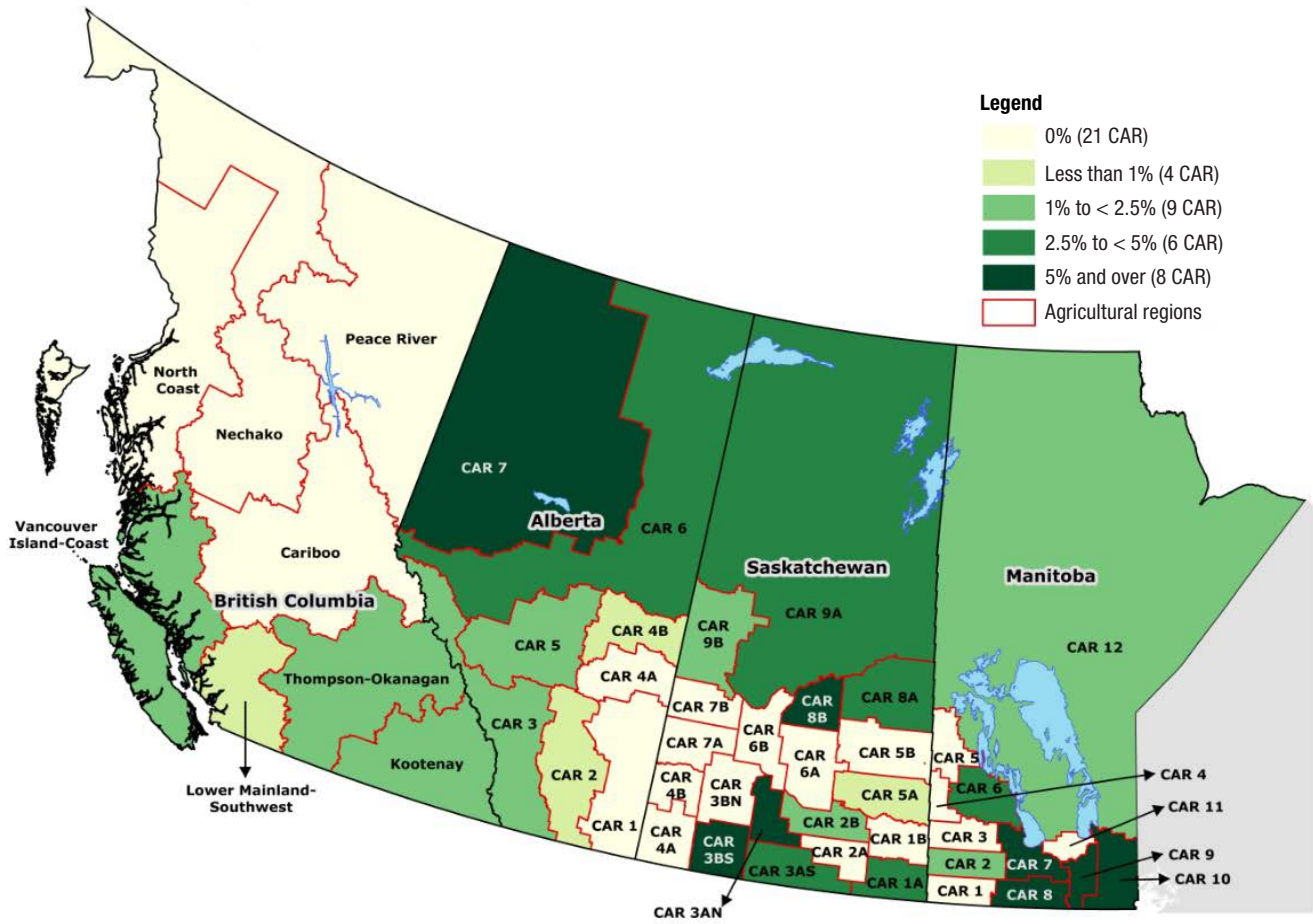 Legend
0% (21 CAR)
Less than 1% (4 CAR)
1% to < 2.5% (9 CAR)
2.5% to < 5% (6 CAR)
5% and over (8 CAR)
Agricultural regions
Peace River
North
Coast
Nechako
CAR 7
Alberta
CAR 6
Vancouver
Island-Coast
Cariboo
British Columbia
Saskatchewan
Manitoba
CAR 9A
CAR 12
CAR 5
CAR 4B
CAR
9B
CAR 4A
Thompson-Okanagan
CAR 8A
CAR
8B
CAR 7B
CAR 3
CAR
6B
CAR 7A
CAR
6A
CAR 5B
CAR 5
Kootenay
CAR 2
CAR
4B
CAR
3BN
CAR 5A
CAR 6
CAR 4
Lower Mainland-
Southwest
CAR 11
CAR 1
CAR
4A
CAR
3BS
CAR 2B
CAR 2A
CAR 1B
CAR 3
CAR 2
CAR 7
CAR 9
CAR 3AS
CAR 1A
CAR 1
CAR 8
CAR 10
CAR 3AN